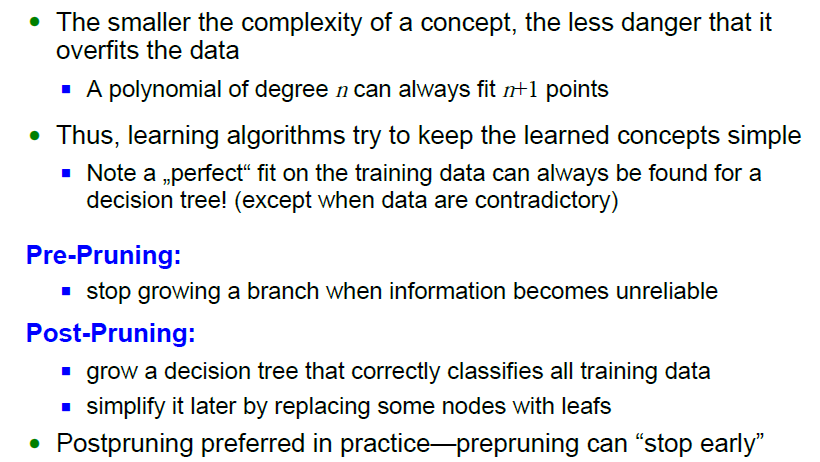 • The smaller the complexity of a concept, the less danger that it
overfits the data
▪ A polynomial of degree n can always fit n+1 points
• Thus, learning algorithms try to keep the learned concepts simple
▪ Note a „perfect“ fit on the training data can always be found for a
decision tree! (except when data are contradictory)
Pre-Pruning:
▪ stop growing a branch when information becomes unreliable
Post-Pruning:
▪ grow a decision tree that correctly classifies all training data
▪ simplify it later by replacing some nodes with leafs
• Postpruning preferred in practice—prepruning can “stop early”